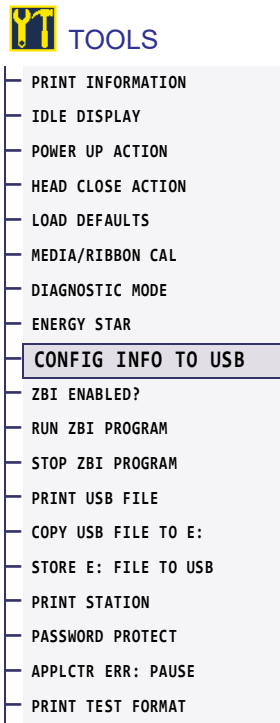 TOOLS
PRINT INFORMATION
IDLE DISPLAY
POWER UP ACTION
HEAD CLOSE ACTION
LOAD DEFAULTS
MEDIA/RIBBON CAL
DIAGNOSTIC MODE
ENERGY STAR
CONFIG INFO TO USB
ZBI ENABLED?
RUN ZBI PROGRAM
STOP ZBI PROGRAM
PRINT USB FILE
COPY USB FILE TO E:
STORE E: FILE TO USB
PRINT STATION
PASSWORD PROTECT
APPLCTR ERR: PAUSE
PRINT TEST FORMAT